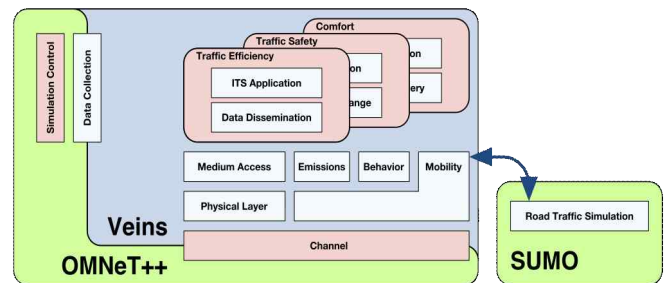 Comfort
Traffic Safety
Traffic Efficiency
ITS Application
Data Dissemination
Simulation Control
Data Collection
Medium Access
Emissions
Behavior
Mobility
Physical Layer
Road Traffic Simulation
Veins
Channel
OMNeT++
SUMO